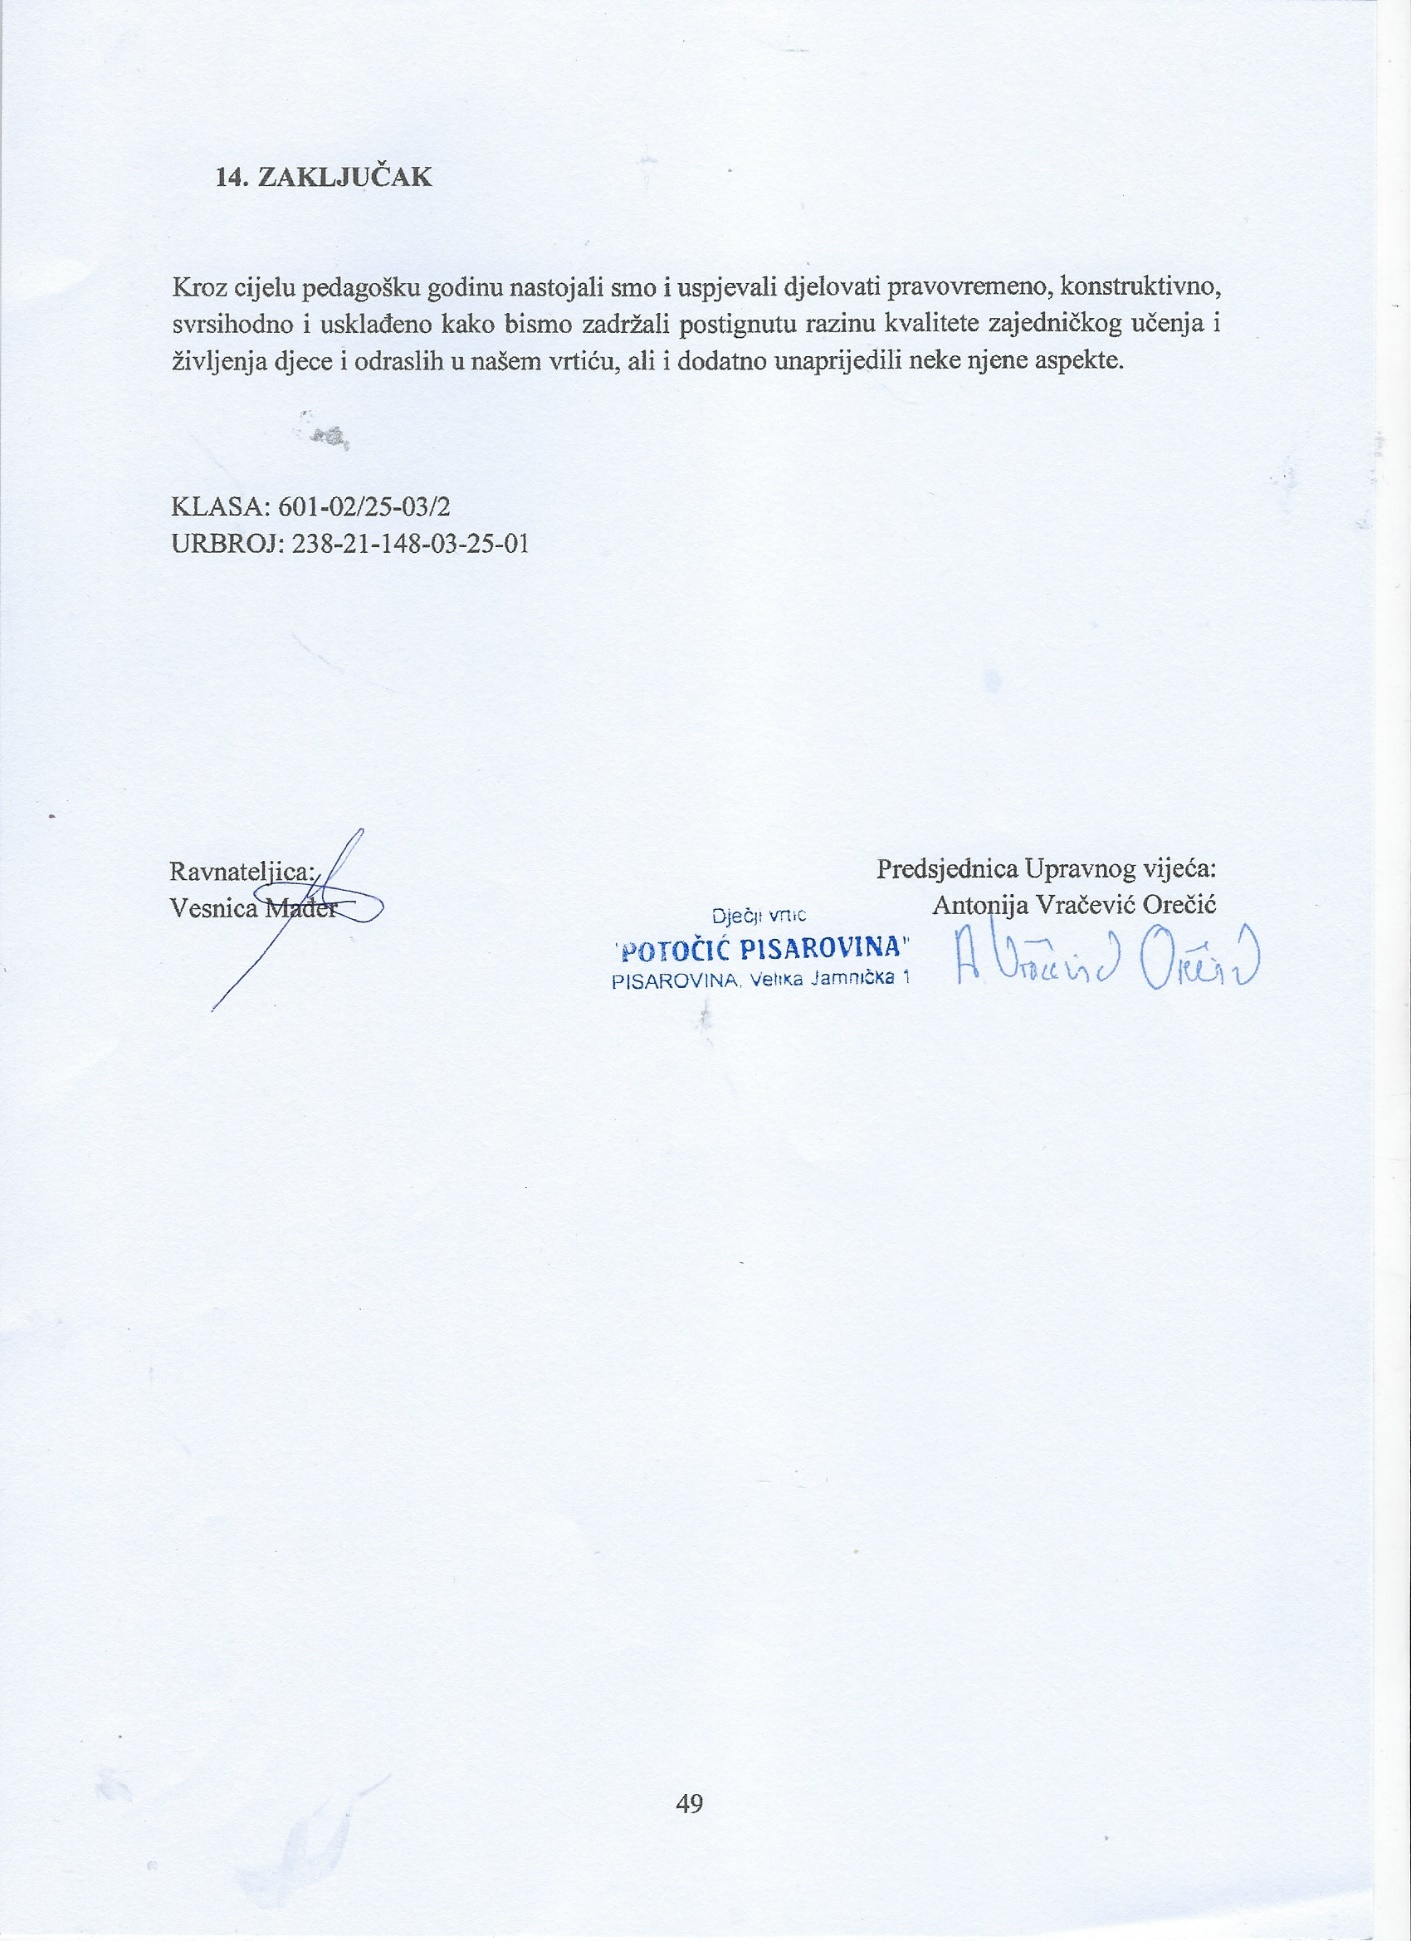 14. ZAKLJUČAK
Kroz cijelu pedagošku godinu nastojali smo i uspjevali djelovati pravovremeno, konstruktivno,
svrsihodno i usklađeno kako bismo zadržali postignutu razinu kvalitete zajedničkog učenja i
življenja djece i odraslih u našem vrtiću, ali i dodatno unaprijedili neke njene aspekte.
KLASA: 601-02/25-03/2
URBROJ: 238-21-148-03-25-01
Ravnateljica:
Vesnica Mađer
Predsjednica Upravnog vijeća:
Antonija Vračević Orečić
Dječji vrtić
"POTOČIĆ PISAROVINA"
PISAROVINA, Velika Jamnička 1
A Vračević Orečić
49